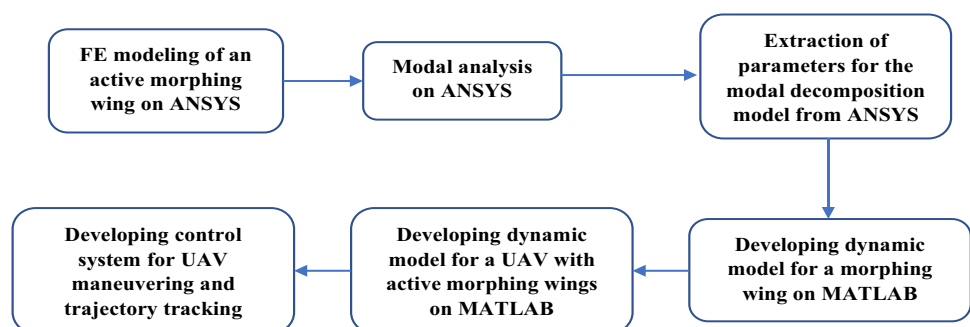 FE modeling of an
active morphing
wing on ANSYS
Modal analysis
on ANSYS
Extraction of
parameters for the
modal decomposition
model from ANSYS
Developing dynamic
model for a morphing
wing on MATLAB
Developing dynamic
model for a UAV with
active morphing wings
on MATLAB
Developing control
system for UAV
maneuvering and
trajectory tracking